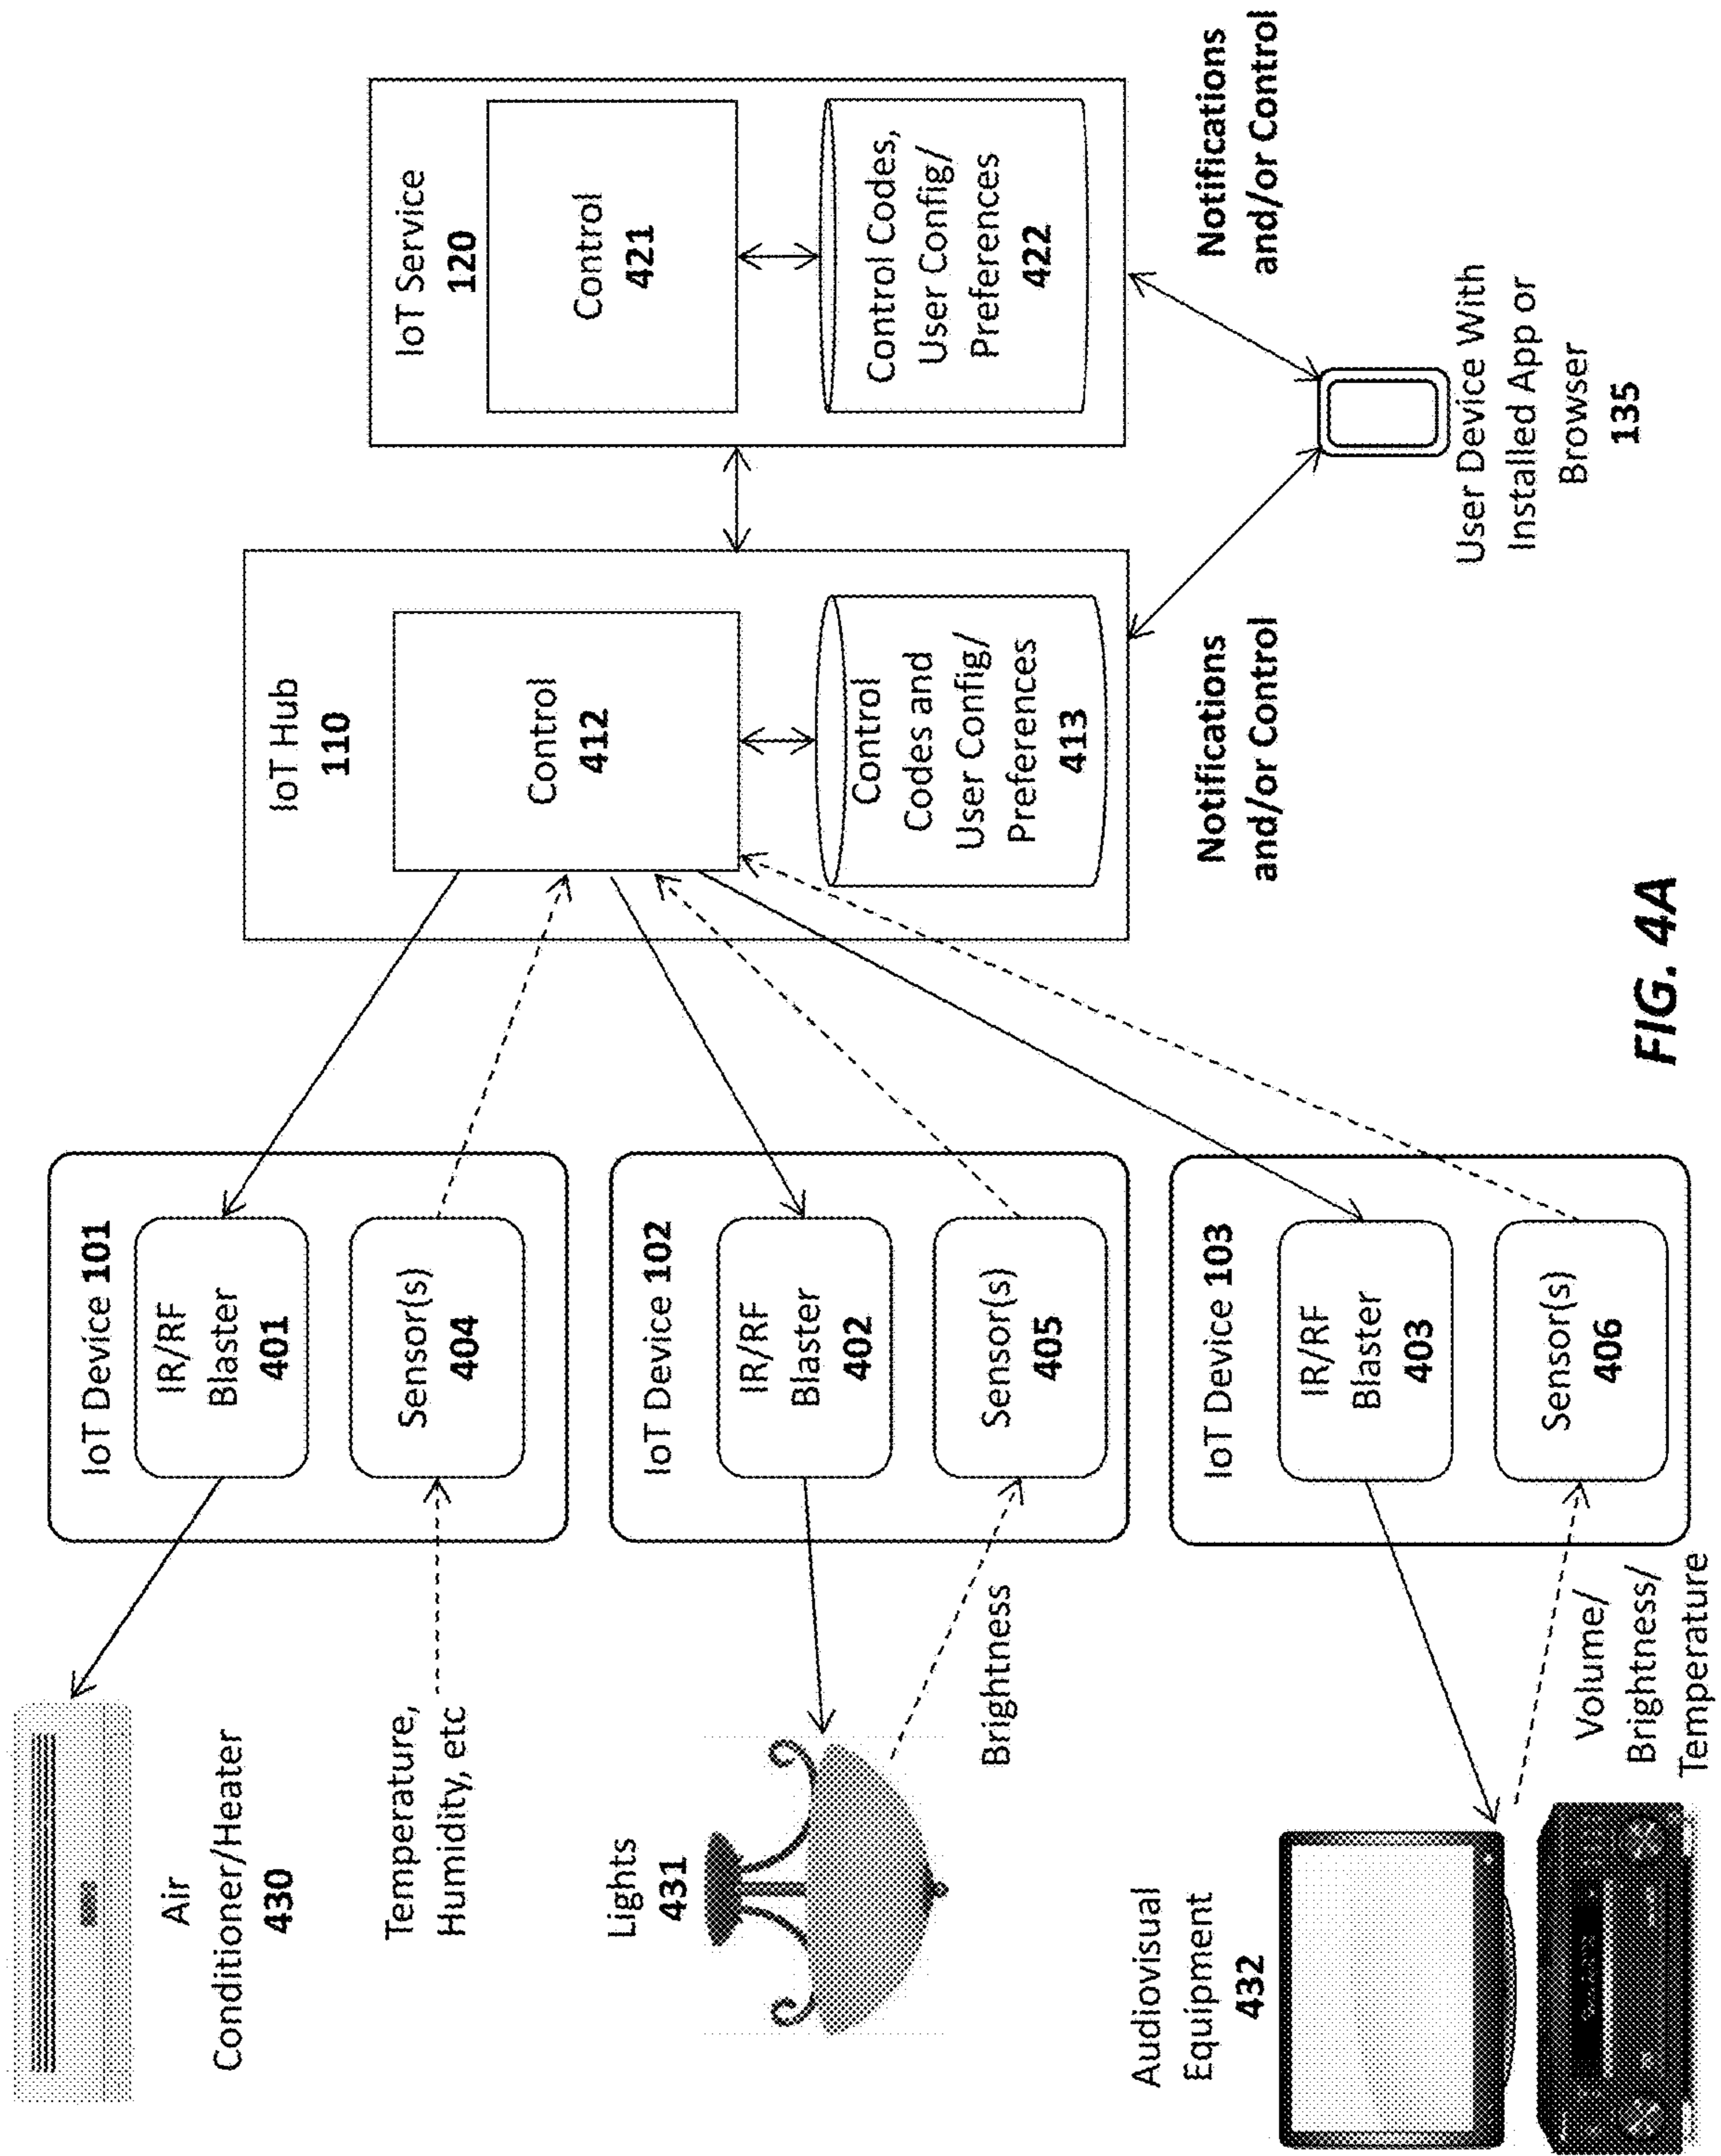 Air
Conditioner/Heater
430
Temperature,
Humidity, etc
Lights
431
Brightness
Audiovisual
Equipment
432
Volume/
Brightness/
Temperature
IoT Device 101
IR/RF
Blaster
401
Sensor(s)
404
IoT Device 102
IR/RF
Blaster
402
Sensor(s)
405
IoT Device 103
IR/RF
Blaster
403
Sensor(s)
406
IoT Hub
110
Control
412
Control
Codes and
User Config/
Preferences
413
Notifications
and/or Control
IoT Service
120
Control
421
Control Codes,
User Config/
Preferences
422
Notifications
and/or Control
User Device With
Installed App or
Browser
135
FIG. 4A